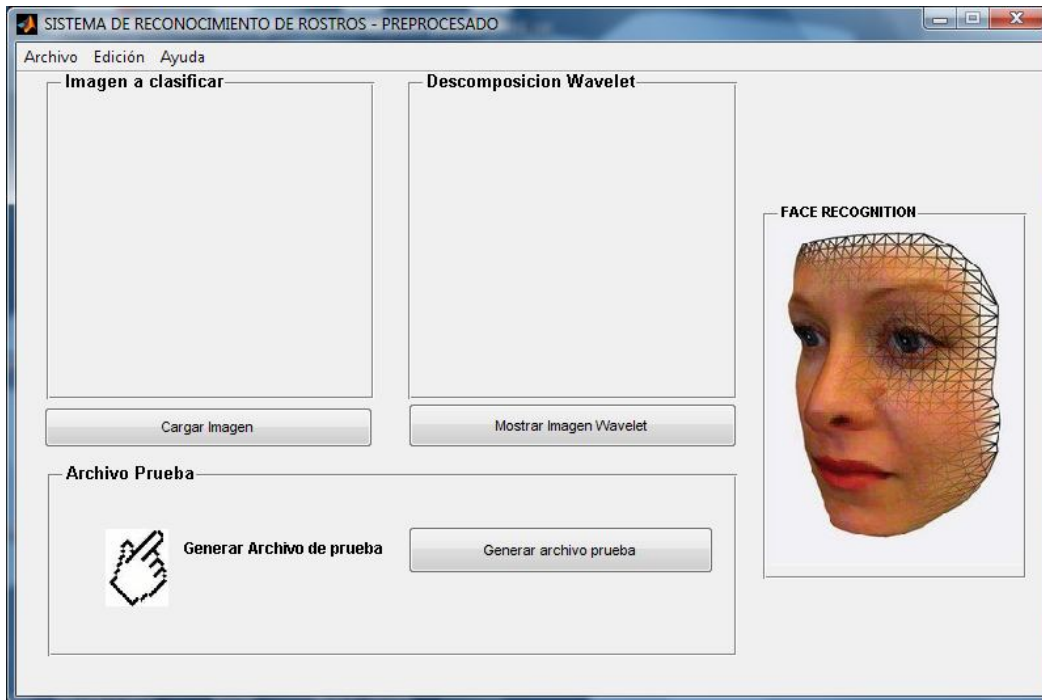 SISTEMA DE RECONOCIMIENTO DE ROSTROS - PREPROCESADO
Archivo Edición Ayuda
Imagen a clasificar
Descomposicion Wavelet
FACE RECOGNITION
Cargar Imagen
Mostrar Imagen Wavelet
Archivo Prueba
Generar Archivo de prueba
Generar archivo prueba